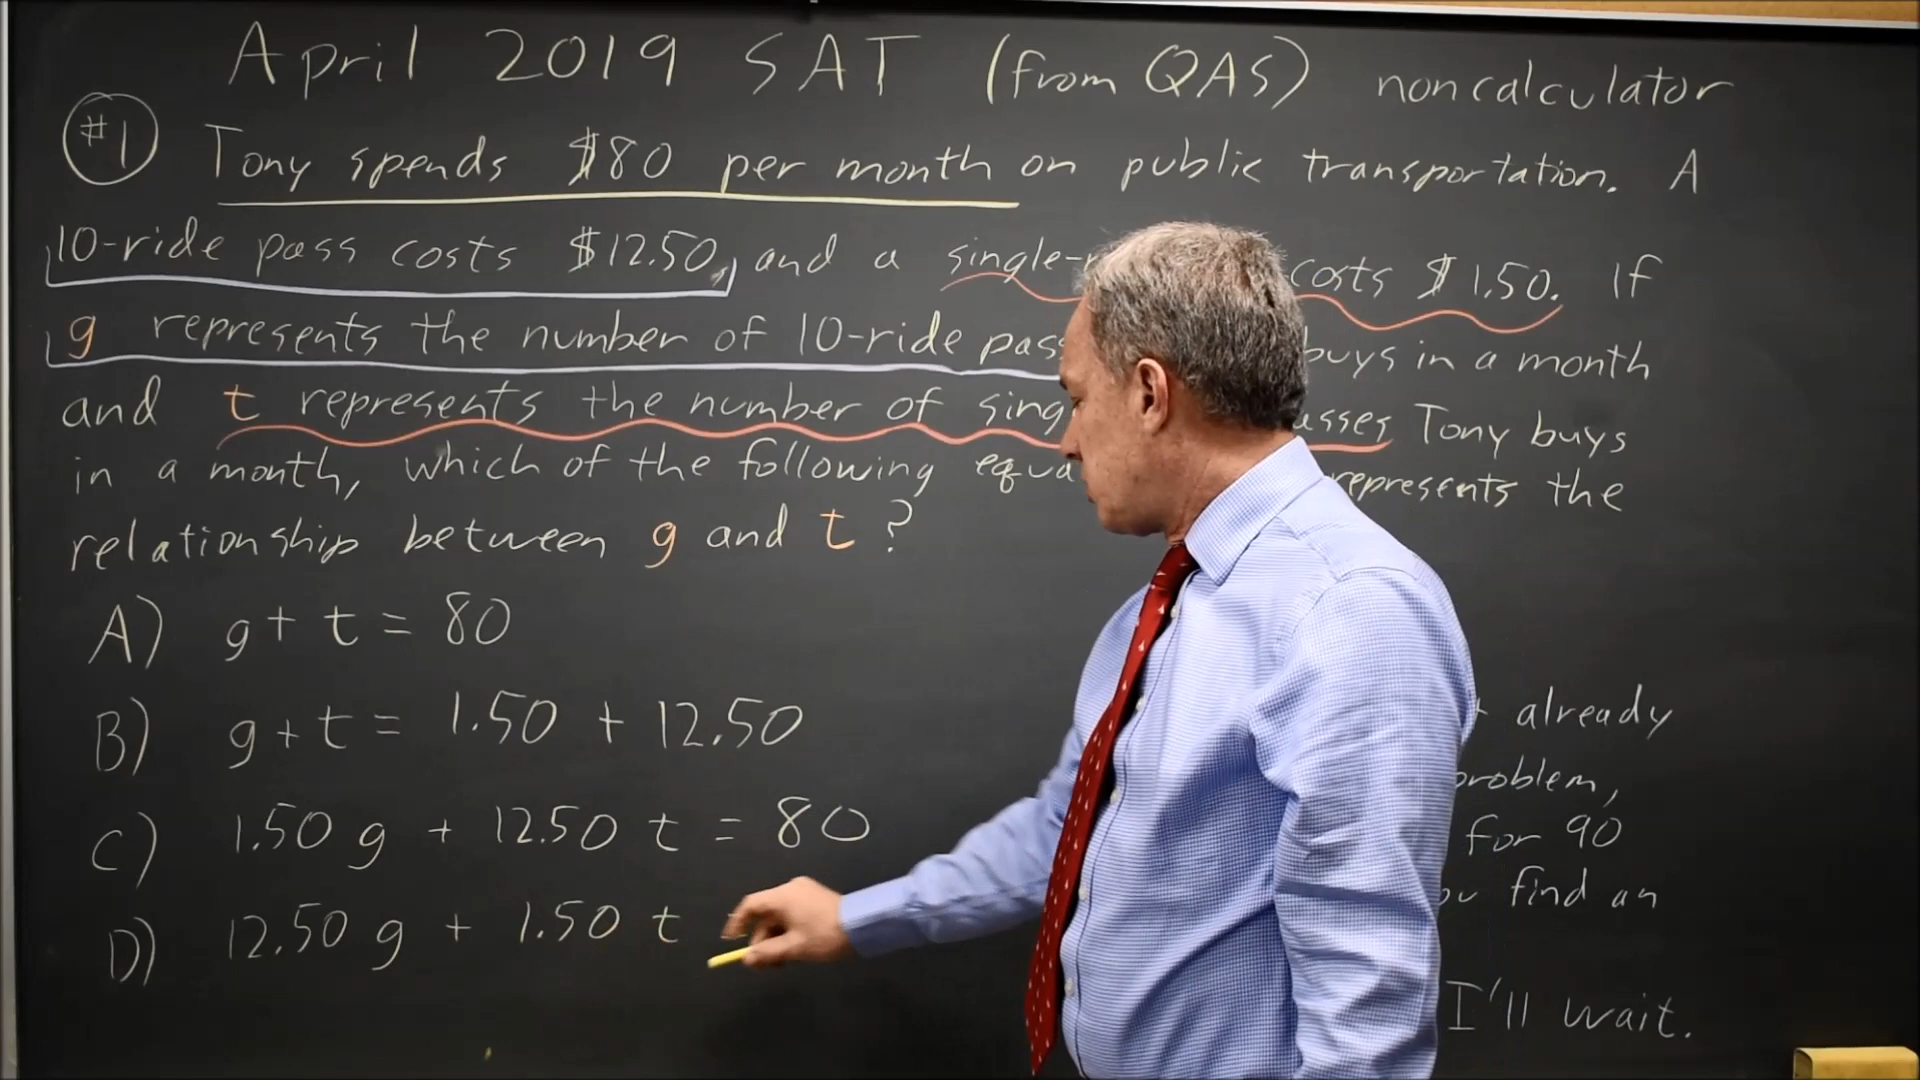 April 2019 SAT (from QAS) noncalculator
#1 Tony spends $80 per month on public transportation. A
10-ride pass costs $12.50, and a single- costs $1.50. If
g represents the number of 10-ride pass buys in a month
and t represents the number of sing asses Tony buys
in a month, which of the following equa represents the
relationship between g and t?
A) g + t = 80
B) g + t = 1.50 + 12.50
C) 1.50 g + 12.50 t = 80
D) 12.50 g + 1.50 t
already
problem,
for 90
find an
I'll wait.